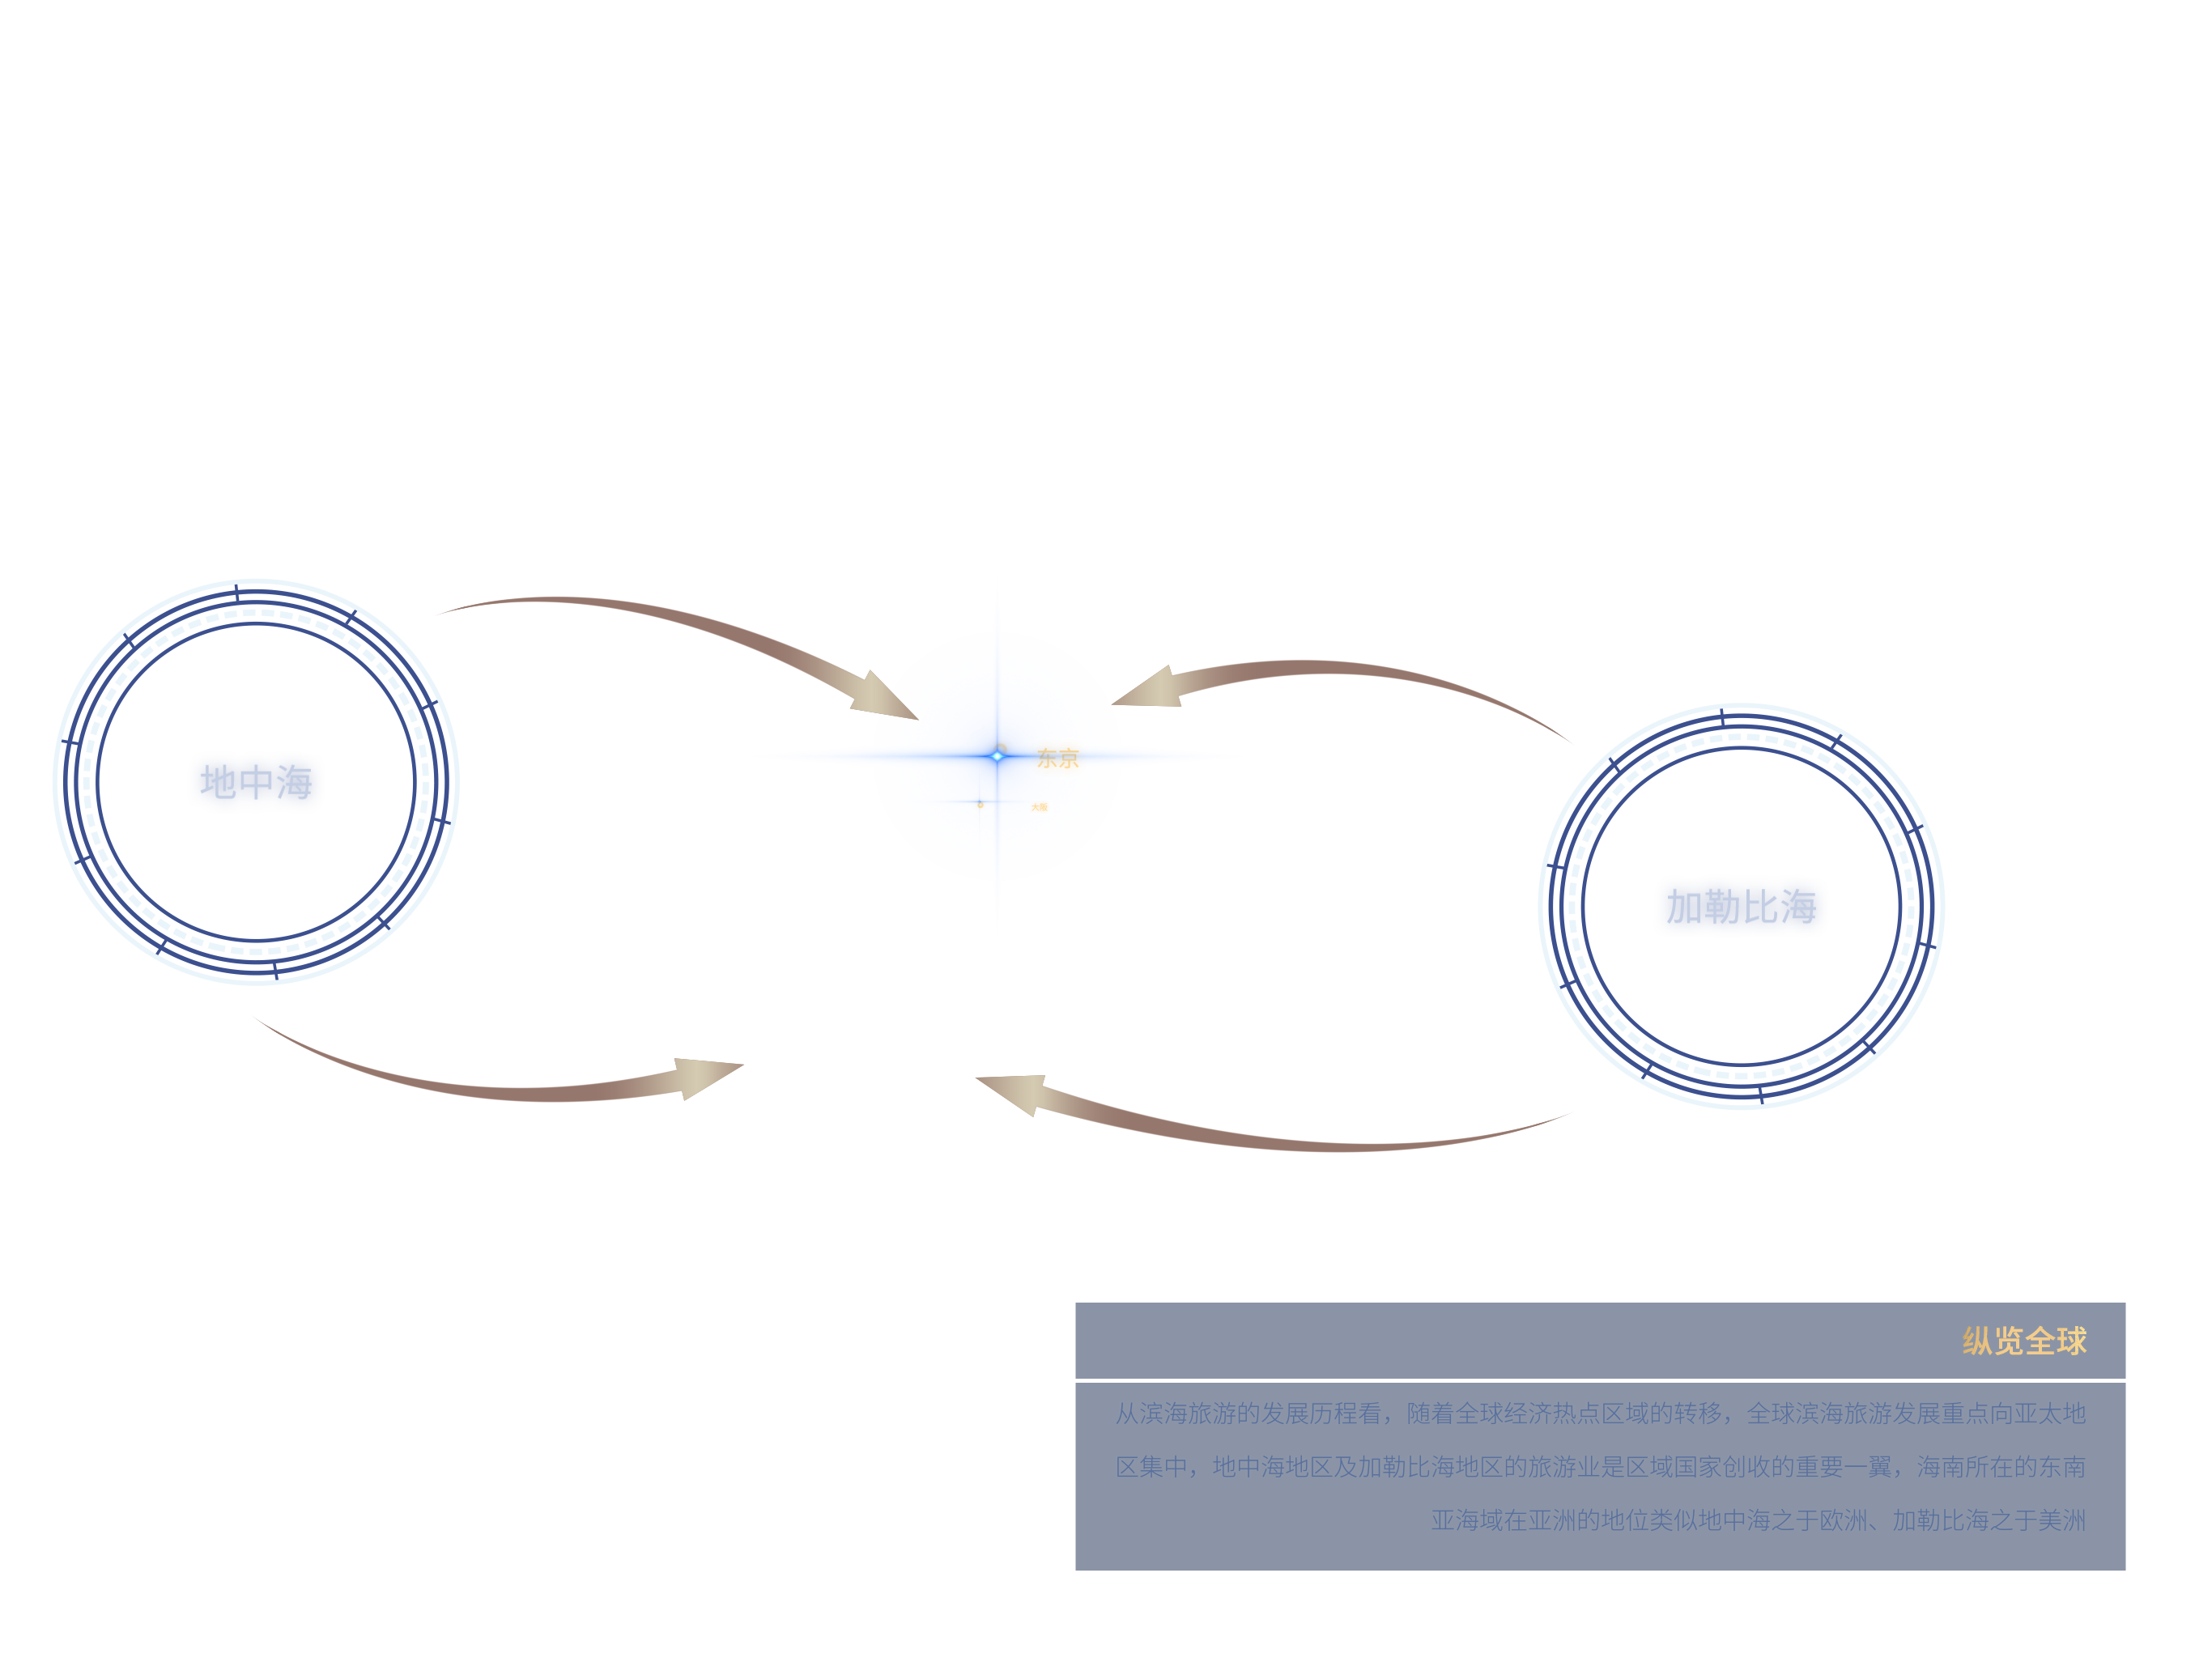 地中海
东京
大阪
加勒比海
纵览全球
从滨海旅游的发展历程看，随着全球经济热点区域的转移，全球滨海旅游发展重点向亚太地
区集中，地中海地区及加勒比海地区的旅游业是区域国家创收的重要一翼，海南所在的东南
亚海域在亚洲的地位类似地中海之于欧洲、加勒比海之于美洲